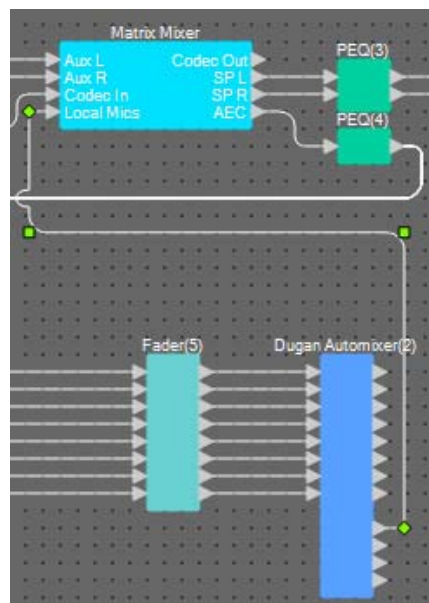 Matrix Mixer
Aux L Codec Out
Aux R SP L
Codec In SP R
Local Mics AEC
PEQ(3)
PEQ(4)
Fader(5)
Dugan Automixer(2)